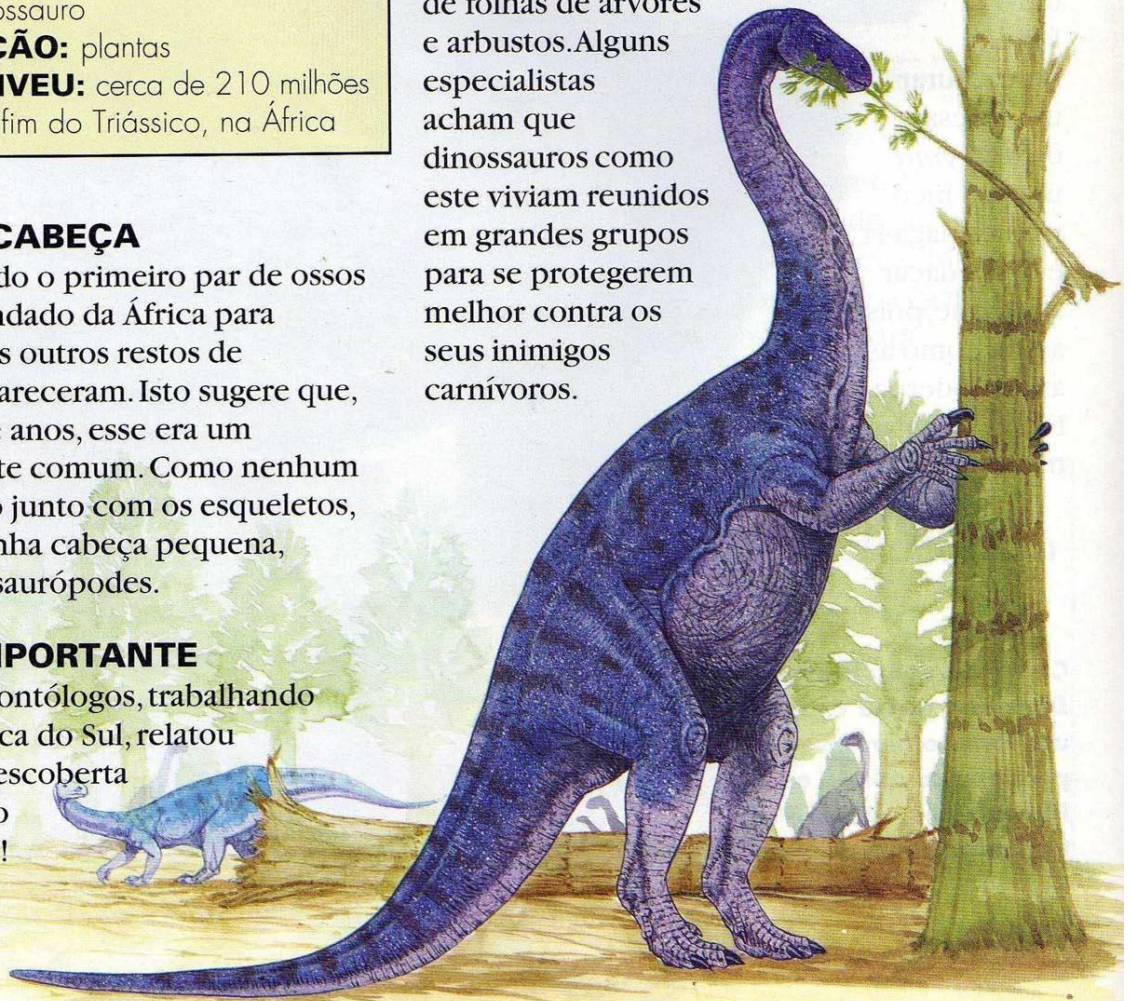 ossauro
ÇÃO: plantas
IVEU: cerca de 210 milhões
fim do Triássico, na África
CABEÇA
do o primeiro par de ossos
ndado da África para
s outros restos de
areceram. Isto sugere que,
e anos, esse era um
te comum. Como nenhum
o junto com os esqueletos,
nha cabeça pequena,
saurópodes.
MPORTANTE
ontólogos, trabalhando
ca do Sul, relatou
escoberta
o
!
de folhas de árvores
e arbustos. Alguns
especialistas
acham que
dinossauros como
este viviam reunidos
em grandes grupos
para se protegerem
melhor contra os
seus inimigos
carnívoros.